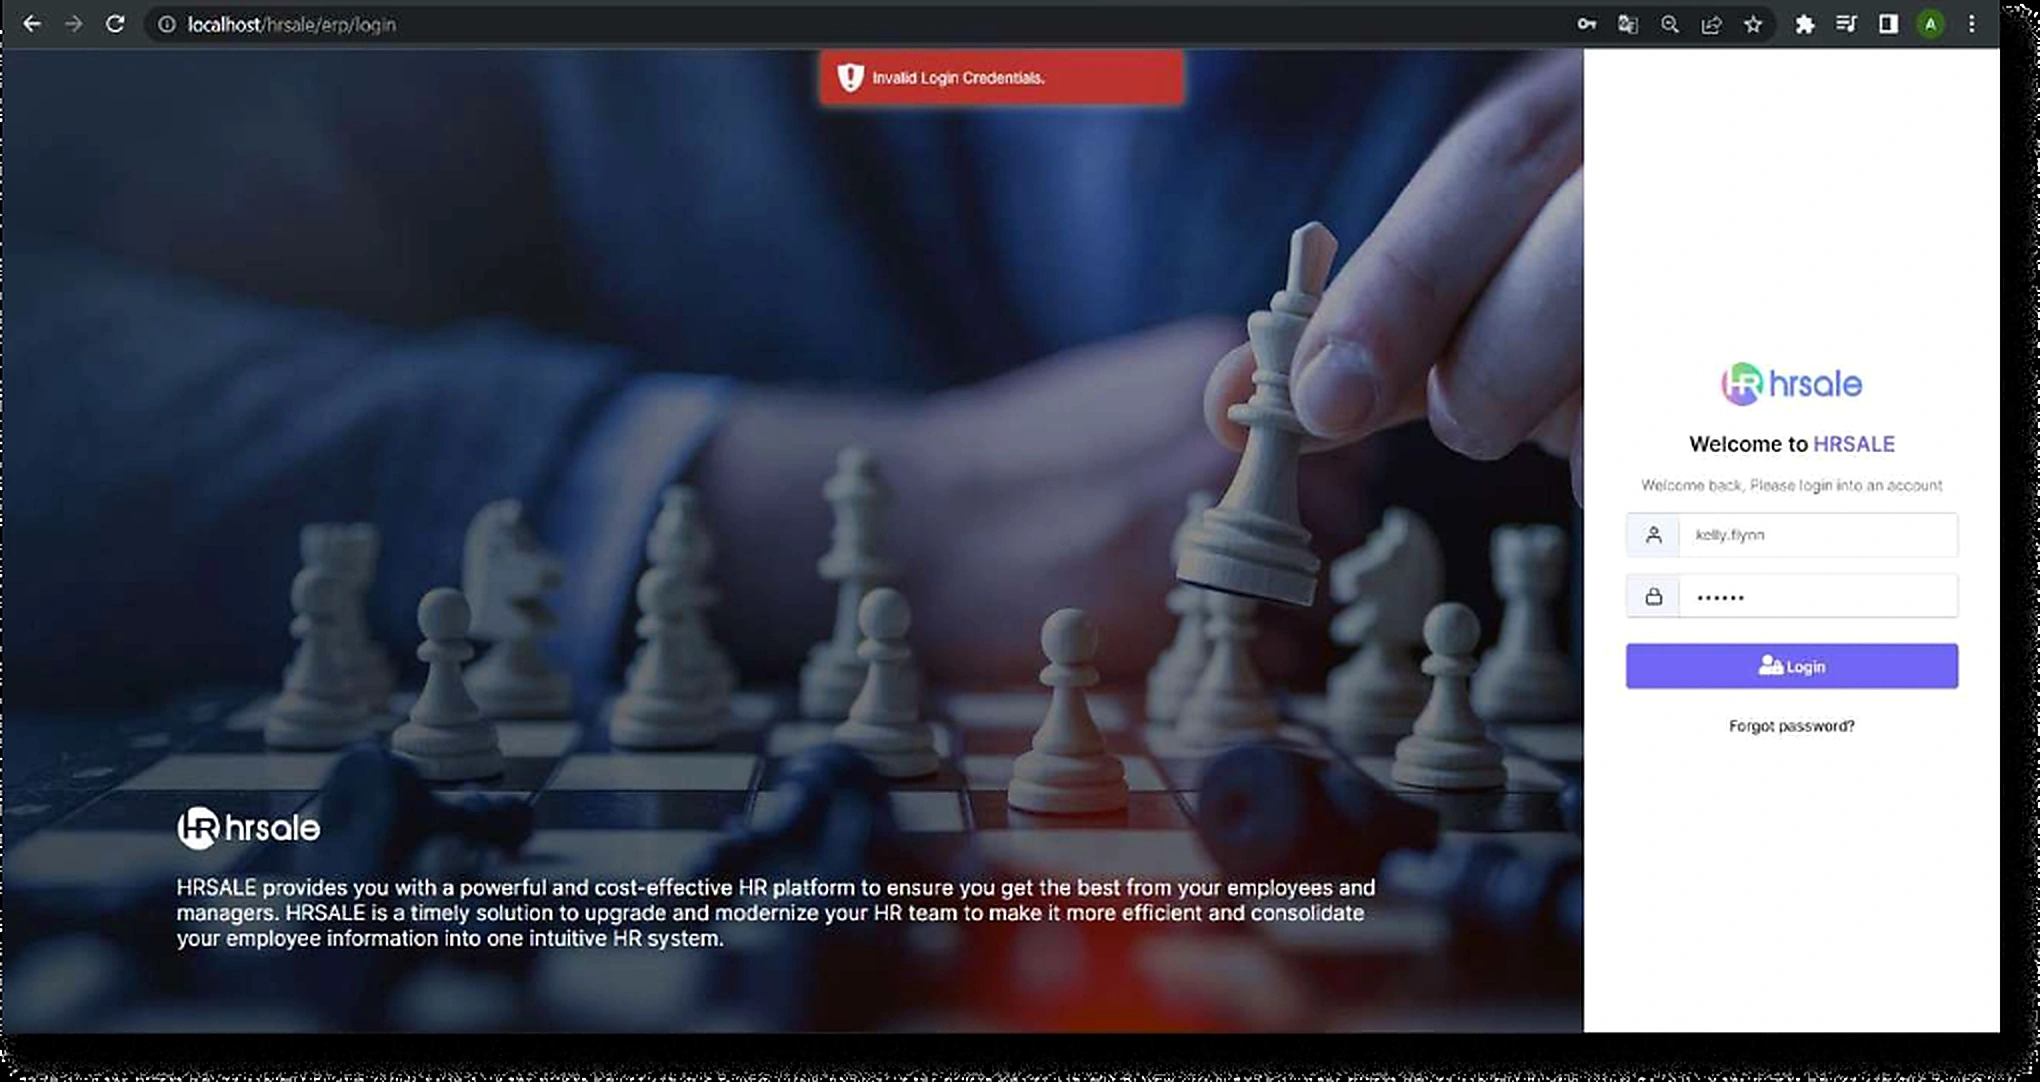 localhost/hrsale/erp/login
A
Invalid Login Credentials.
HR hrsale
Welcome to HRSALE
Welcome back, Please login into an account
kelly.flynn
••••••
Login
Forgot password?
HR hrsale
HRSALE provides you with a powerful and cost-effective HR platform to ensure you get the best from your employees and
managers. HRSALE is a timely solution to upgrade and modernize your HR team to make it more efficient and consolidate
your employee information into one intuitive HR system.